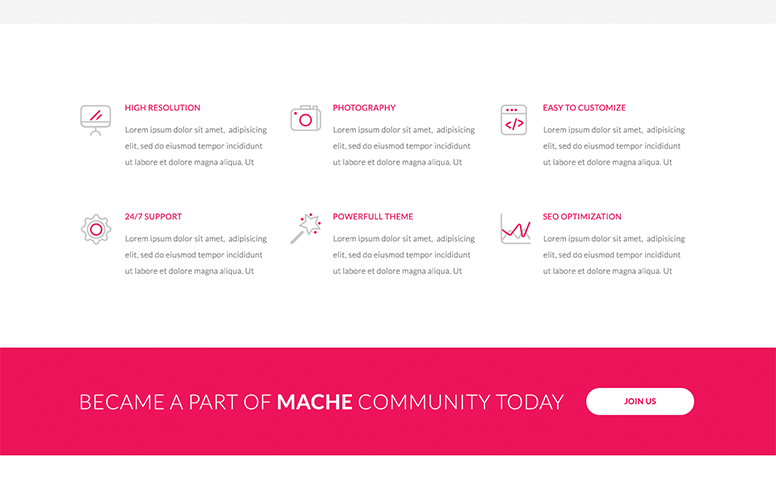 HIGH RESOLUTION
Lorem ipsum dolor sit amet, adipisicing
elit, sed do eiusmod tempor incididunt
ut labore et dolore magna aliqua. Ut
PHOTOGRAPHY
Lorem ipsum dolor sit amet, adipisicing
elit, sed do eiusmod tempor incididunt
ut labore et dolore magna aliqua. Ut
EASY TO CUSTOMIZE
Lorem ipsum dolor sit amet, adipisicing
elit, sed do eiusmod tempor incididunt
ut labore et dolore magna aliqua. Ut
24/7 SUPPORT
Lorem ipsum dolor sit amet, adipisicing
elit, sed do eiusmod tempor incididunt
ut labore et dolore magna aliqua. Ut
POWERFULL THEME
Lorem ipsum dolor sit amet, adipisicing
elit, sed do eiusmod tempor incididunt
ut labore et dolore magna aliqua. Ut
SEO OPTIMIZATION
Lorem ipsum dolor sit amet, adipisicing
elit, sed do eiusmod tempor incididunt
ut labore et dolore magna aliqua. Ut
BECAME A PART OF MACHE COMMUNITY TODAY
JOIN US